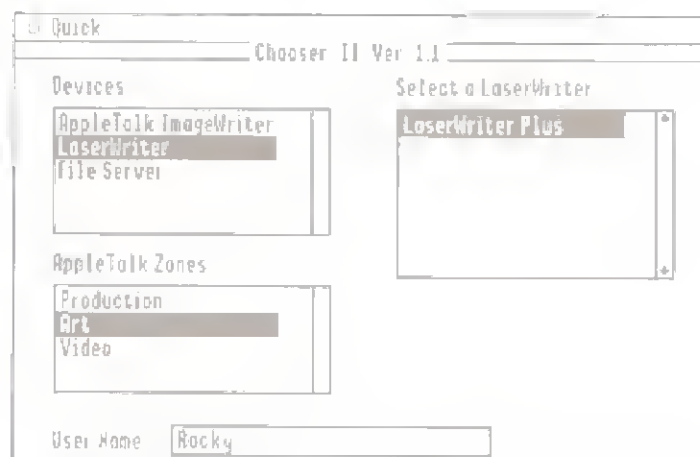 Quick
Chooser II Ver 1.1
Devices
AppleTalk ImageWriter
LaserWriter
File Server
Select a LaserWriter
LaserWriter Plus
AppleTalk Zones
Production
Art
Video
User Name
Rocky